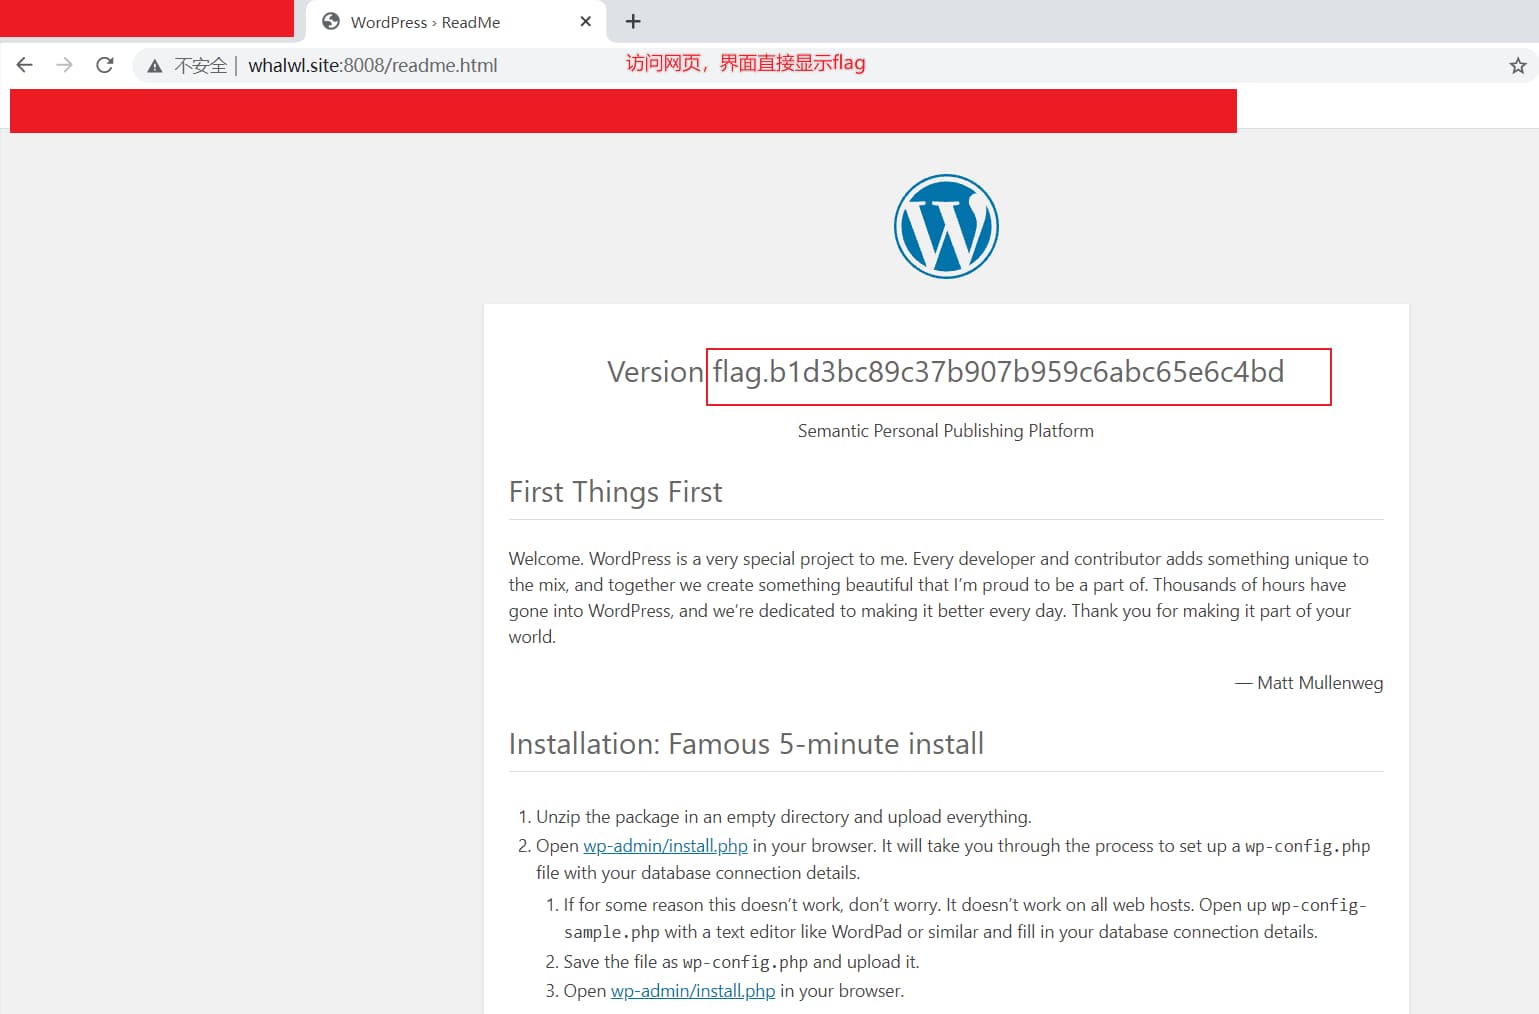 WordPress › ReadMe
不安全 | whalwl.site:8008/readme.html
访问网页，界面直接显示flag
Version flag.b1d3bc89c37b907b959c6abc65e6c4bd
Semantic Personal Publishing Platform
First Things First
Welcome. WordPress is a very special project to me. Every developer and contributor adds something unique to
the mix, and together we create something beautiful that I’m proud to be a part of. Thousands of hours have
gone into WordPress, and we’re dedicated to making it better every day. Thank you for making it part of your
world.
— Matt Mullenweg
Installation: Famous 5-minute install
1. Unzip the package in an empty directory and upload everything.
2. Open wp-admin/install.php in your browser. It will take you through the process to set up a wp-config.php
file with your database connection details.
1. If for some reason this doesn’t work, don’t worry. It doesn’t work on all web hosts. Open up wp-config-
sample.php with a text editor like WordPad or similar and fill in your database connection details.
2. Save the file as wp-config.php and upload it.
3. Open wp-admin/install.php in your browser.